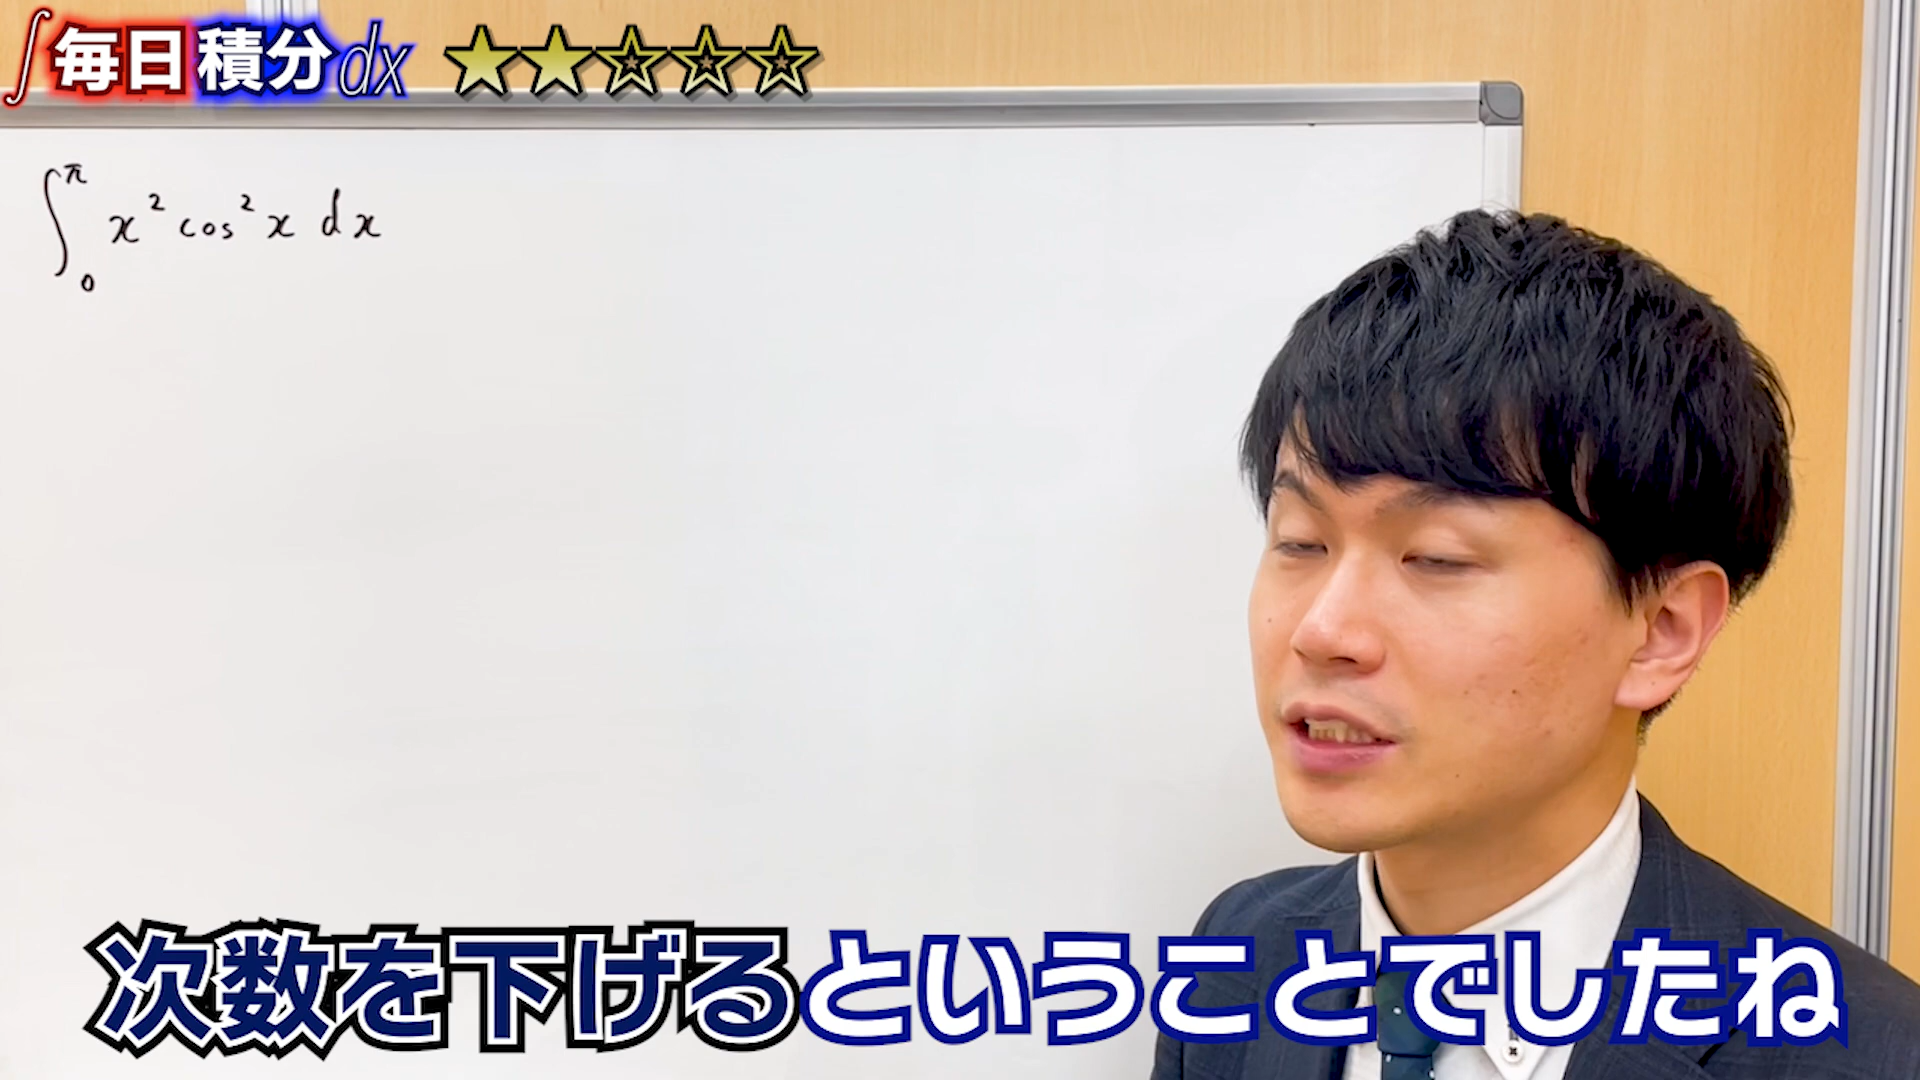 ∫毎日積分dx ★★☆☆☆
∫₀^π x² cos² x dx
次数を下げるということでしたね